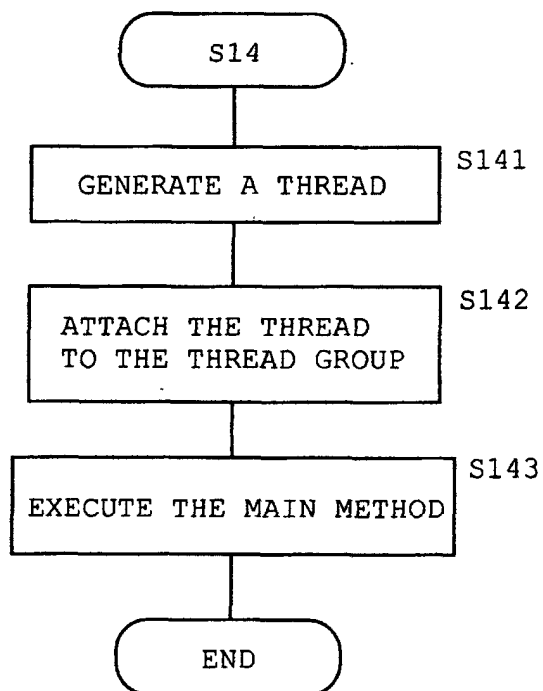 S14
S141
GENERATE A THREAD
S142
ATTACH THE THREAD
TO THE THREAD GROUP
S143
EXECUTE THE MAIN METHOD
END